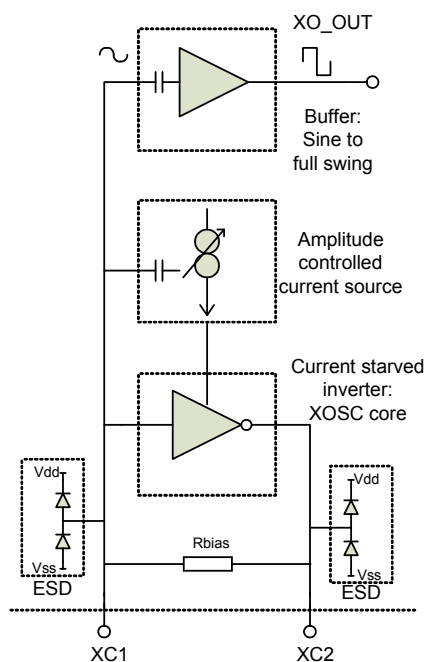 XO_OUT
Buffer:
Sine to
full swing
Amplitude
controlled
current source
Current starved
inverter:
XOSC core
Vdd
Vss
ESD
Rbias
Vdd
Vss
ESD
XC1
XC2